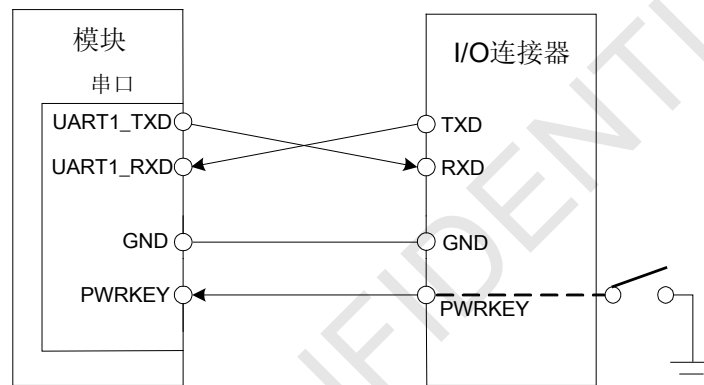 模块
串口
UART1_TXD
UART1_RXD
GND
PWRKEY
I/O连接器
TXD
RXD
GND
PWRKEY